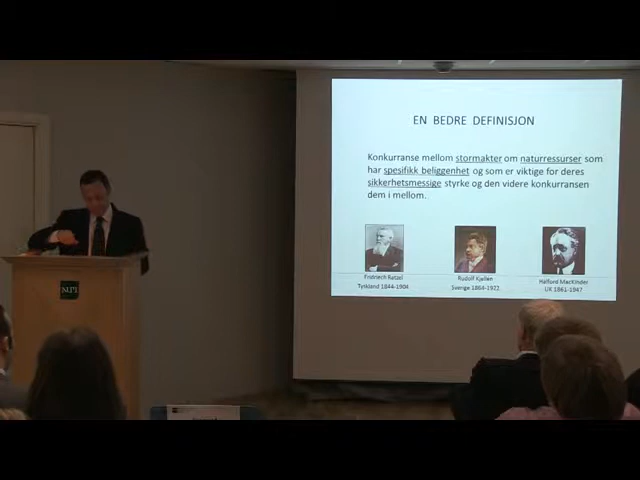 EN BEDRE DEFINISJON
Konkurranse mellom stormakter om naturressurser som
har spesifikk beliggenhet og som er viktige for deres
sikkerhetsmessige styrke og den videre konkurransen
dem i mellom.
Fridriech Ratzel
Tyskland 1844-1904
Rudolf Kjellen
Sverige 1864-1922
Halford MacKinder
UK 1861-1947
NUPI